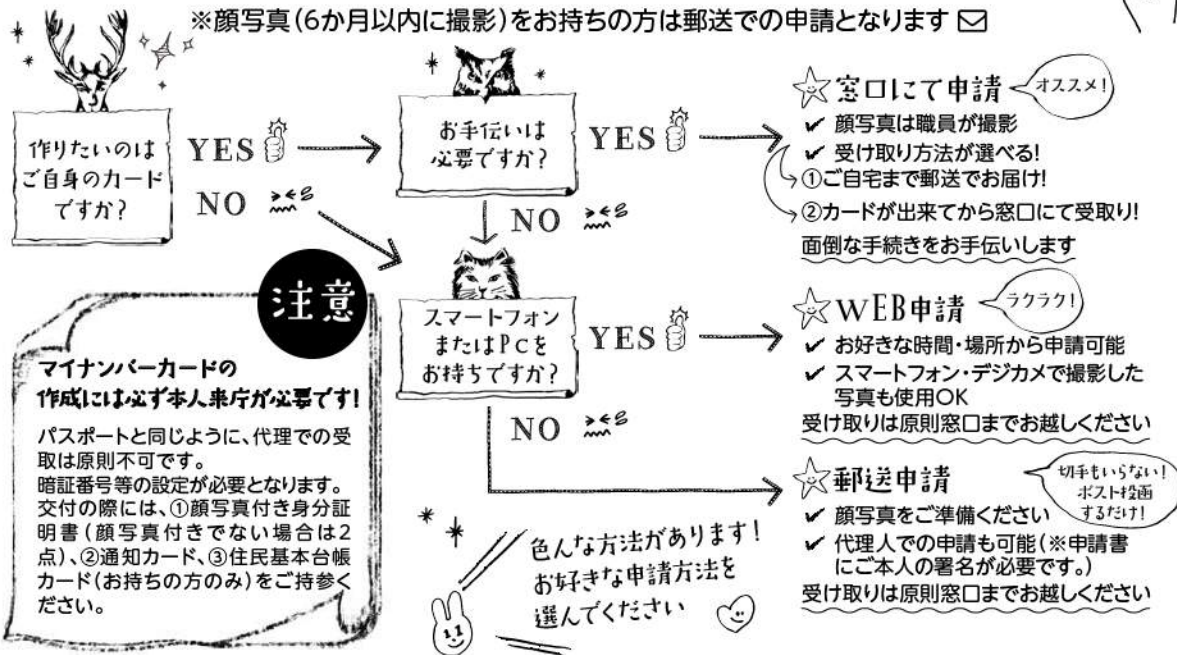 ※顔写真(6か月以内に撮影)をお持ちの方は郵送での申請となります
作りたいのは
ご自身のカード
ですか?
YES
NO
お手伝いは
必要ですか?
YES
NO
スマートフォン
またはPCを
お持ちですか?
YES
NO
窓口にて申請
オススメ!
✔ 顔写真は職員が撮影
✔ 受け取り方法が選べる!
①ご自宅まで郵送でお届け!
②カードが出来てから窓口にて受取り!
面倒な手続きをお手伝いします
WEB申請
ラクラク!
✔ お好きな時間・場所から申請可能
✔ スマートフォン・デジカメで撮影した
写真も使用OK
受け取りは原則窓口までお越しください
郵送申請
切手もいらない!
ポスト投函
するだけ!
✔ 顔写真をご準備ください
✔ 代理人での申請も可能(※申請書
にご本人の署名が必要です。)
受け取りは原則窓口までお越しください
注意
マイナンバーカードの
作成には必ず本人来庁が必要です!
パスポートと同じように、代理での受
取は原則不可です。
暗証番号等の設定が必要となります。
交付の際には、①顔写真付き身分証
明書(顔写真付きでない場合は2
点)、②通知カード、③住民基本台帳
カード(お持ちの方のみ)をご持参く
ださい。
色んな方法があります!
お好きな申請方法を
選んでください